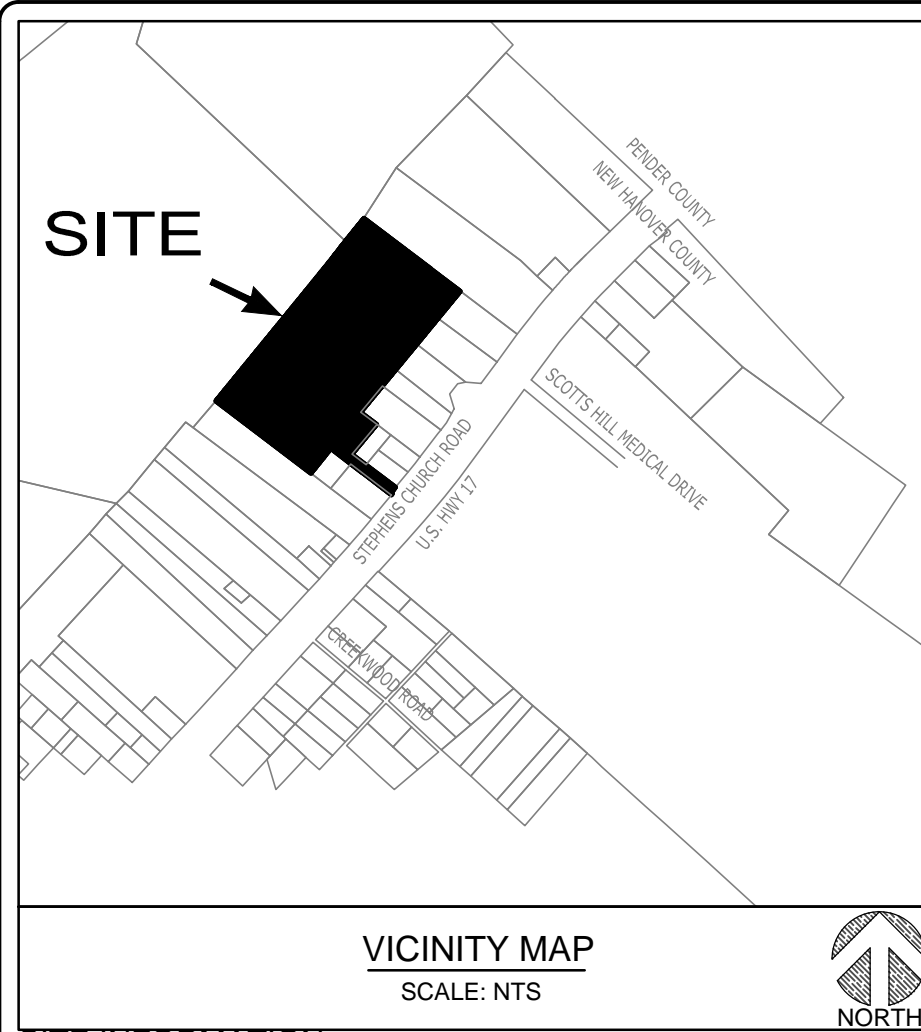 PENDER COUNTY
NEW HANOVER COUNTY
SITE
SCOTTS HILL MEDICAL DRIVE
STEPHENS CHURCH ROAD
U.S. HWY 17
CREEKWOOD ROAD
VICINITY MAP
SCALE: NTS
NORTH